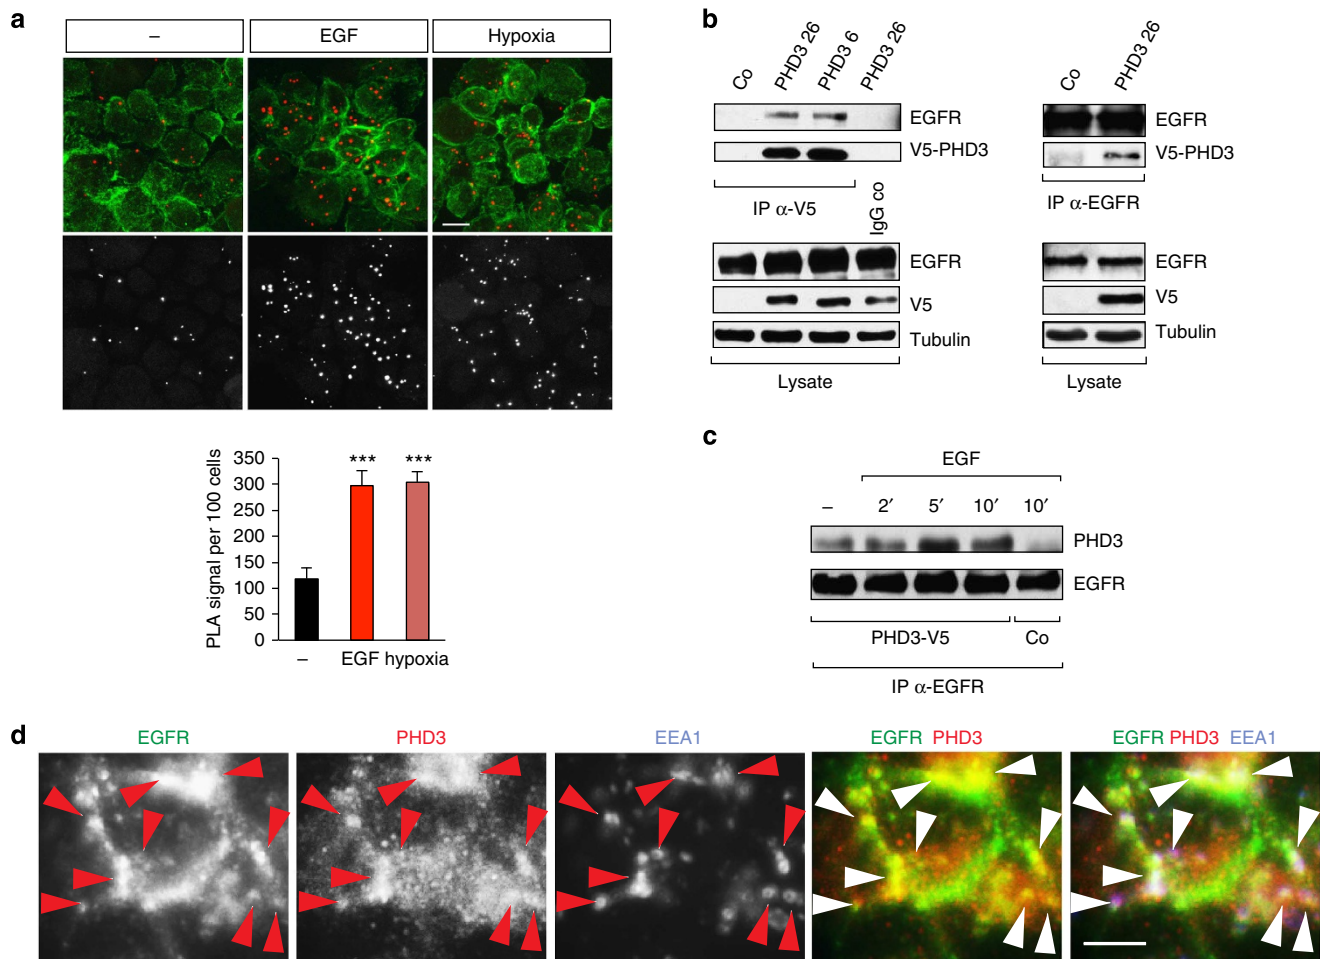 a
–
EGF
Hypoxia
PLA signal per 100 cells
350
300
250
200
150
100
50
0
***
***
–
EGF
hypoxia
b
Co
PHD3 26
PHD3 6
PHD3 26
EGFR
V5-PHD3
IP α-V5
IgG co
EGFR
V5
Tubulin
Lysate
Co
PHD3 26
EGFR
V5-PHD3
IP α-EGFR
EGFR
V5
Tubulin
Lysate
c
EGF
–
2′
5′
10′
10′
PHD3
EGFR
PHD3-V5
Co
IP α-EGFR
d
EGFR
PHD3
EEA1
EGFR PHD3
EGFR PHD3 EEA1